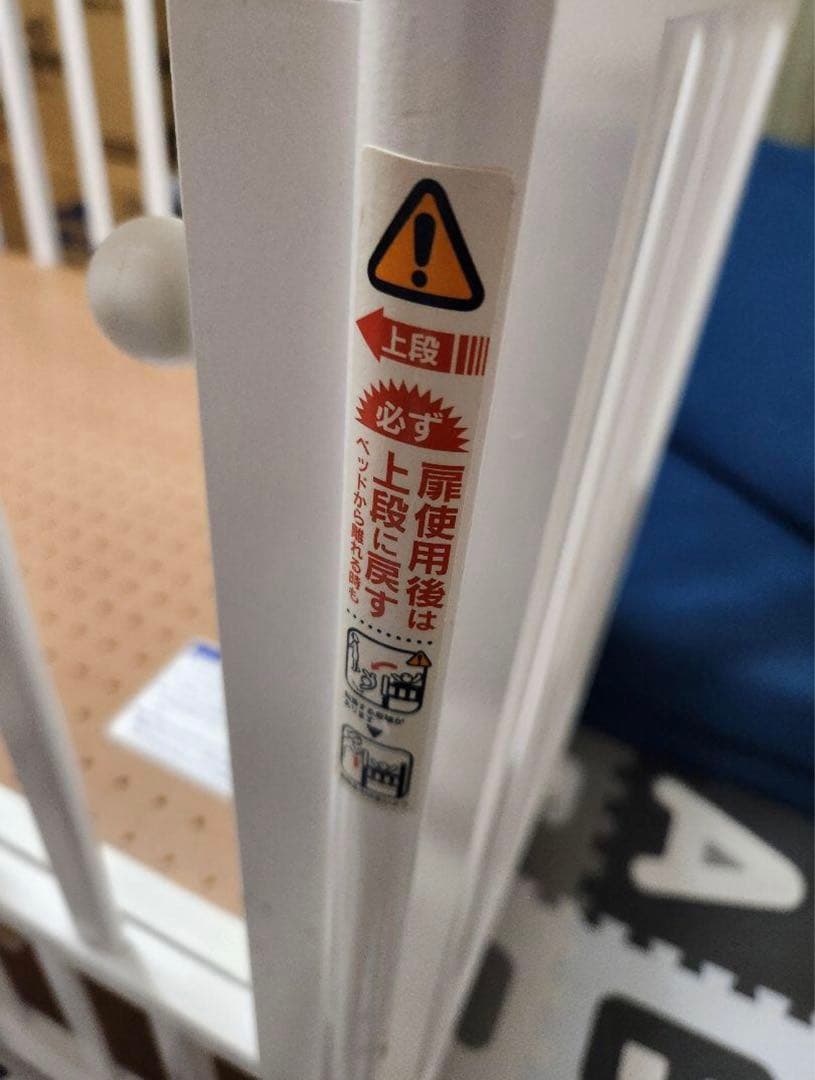 上段
必ず
扉使用後は
上段に戻す
ベッドから離れる時も
A